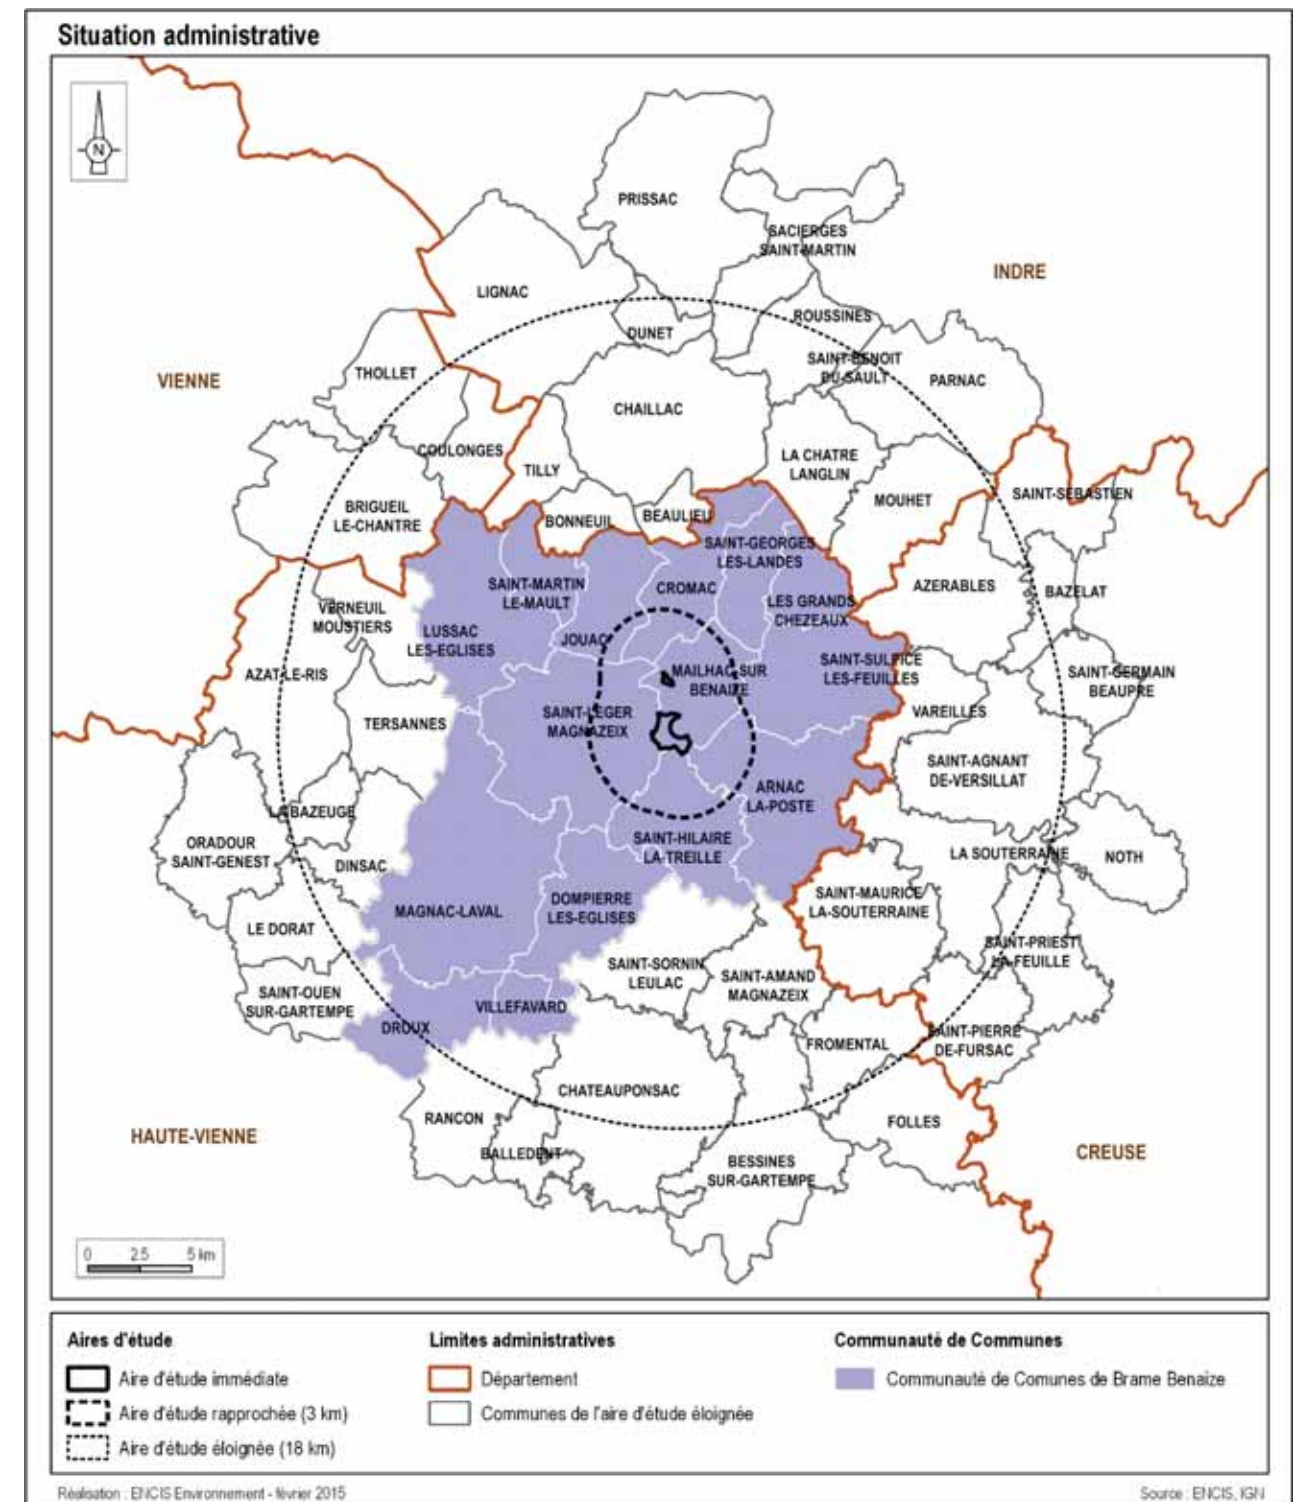 Situation administrative
N
PRISSAC
SACIERGES
SAINT-MARTIN
INDRE
LIGNAC
ROUSSINES
DUNET
SAINT-BENOIT
DU-SAULT
THOLLET
VIENNE
PARNAC
CHAILLAC
COULONGES
LA CHATRE
LANGLIN
TILLY
SAINT-SEBASTIEN
MOUHET
BRIGUEIL
LE-CHANTRE
BONNEUIL
BEAULIEU
SAINT-GEORGES
LES-LANDES
SAINT-MARTIN
LE-MAULT
CROMAC
AZERABLES
BAZELAT
LES GRANDS
CHEZEAUX
VERNEUIL
MOUSTIERS
LUSSAC
LES-EGLISES
JOUAC
SAINT-SULPICE
LES-FEUILLES
MAILHAC-SUR
BENAIZE
AZAT-LE-RIS
SAINT-GERMAIN
BEAUPRE
SAINT-LEGER
MAGNAZEIX
TERSANNES
VAREILLES
SAINT-AGNANT
DE-VERSILLAT
ARNAC
LA-POSTE
LA BAZEUGE
ORADOUR
SAINT-GENEST
SAINT-HILAIRE
LA-TREILLE
LA SOUTERRAINE
NOTH
DINSAC
SAINT-MAURICE
LA-SOUTERRAINE
DOMPIERRE
LES-EGLISES
MAGNAC-LAVAL
LE DORAT
SAINT-PRIEST
LA-FEUILLE
SAINT-SORNIN
LEULAC
SAINT-AMAND
MAGNAZEIX
SAINT-OUEN
SUR-GARTEMPE
VILLEFAVARD
DROUX
FROMENTAL
SAINT-PIERRE
DE-FURSAC
CHATEAUPONSAC
RANCON
FOLLES
HAUTE-VIENNE
BALLEDENT
CREUSE
BESSINES
SUR-GARTEMPE
0 2.5 5 km
Aires d'étude
Aire d'étude immédiate
Aire d'étude rapprochée (3 km)
Aire d'étude éloignée (18 km)
Limites administratives
Département
Communes de l'aire d'étude éloignée
Communauté de Communes
Communauté de Comunes de Brame Benaize
Réalisation : ENCIS Environnement - février 2015
Source : ENCIS, IGN